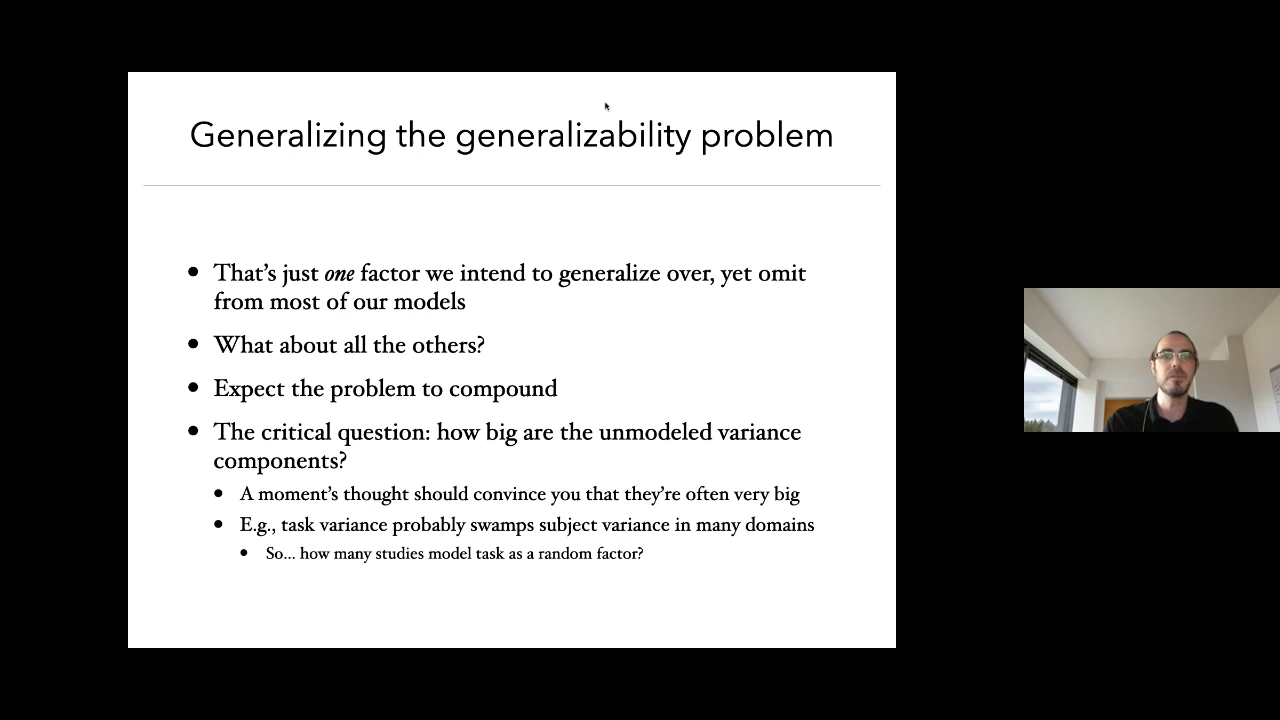 Generalizing the generalizability problem
• That’s just one factor we intend to generalize over, yet omit
from most of our models
• What about all the others?
• Expect the problem to compound
• The critical question: how big are the unmodeled variance
components?
• A moment’s thought should convince you that they’re often very big
• E.g., task variance probably swamps subject variance in many domains
• So... how many studies model task as a random factor?